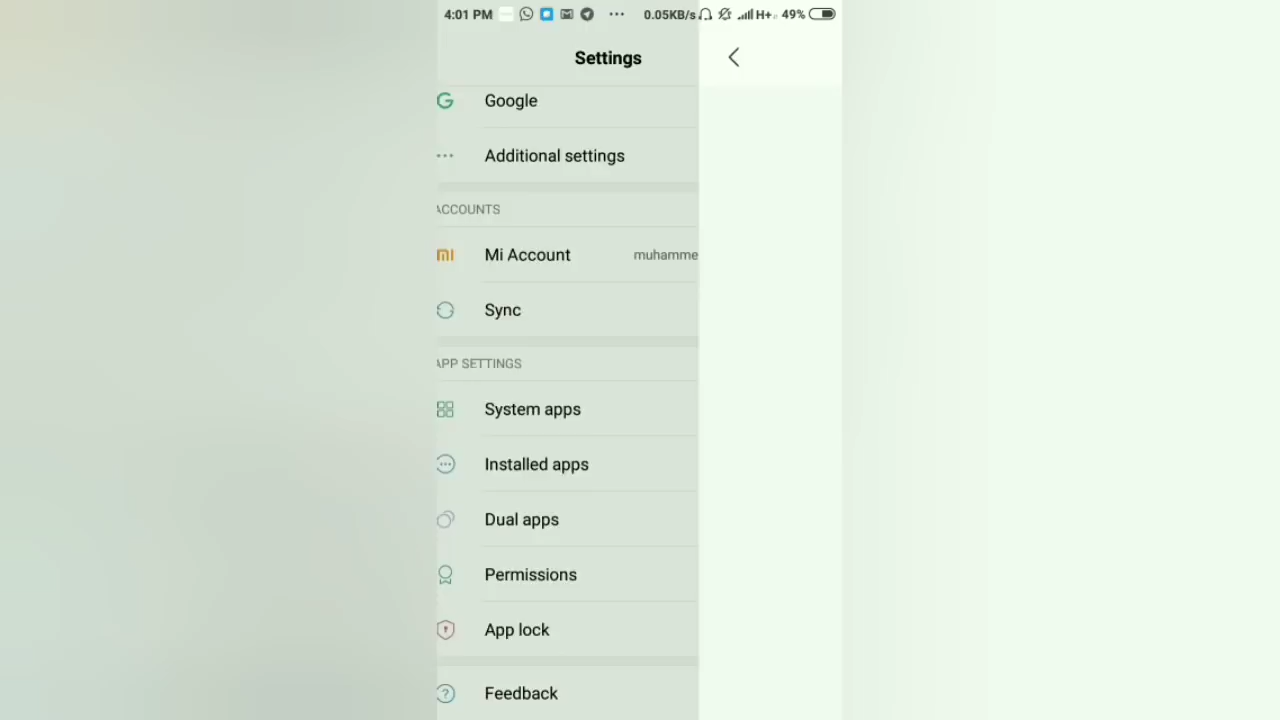 4:01 PM ... 0.05KB/s H+ 49%
Settings
Google
Additional settings
ACCOUNTS
Mi Account muhamme
Sync
APP SETTINGS
System apps
Installed apps
Dual apps
Permissions
App lock
Feedback